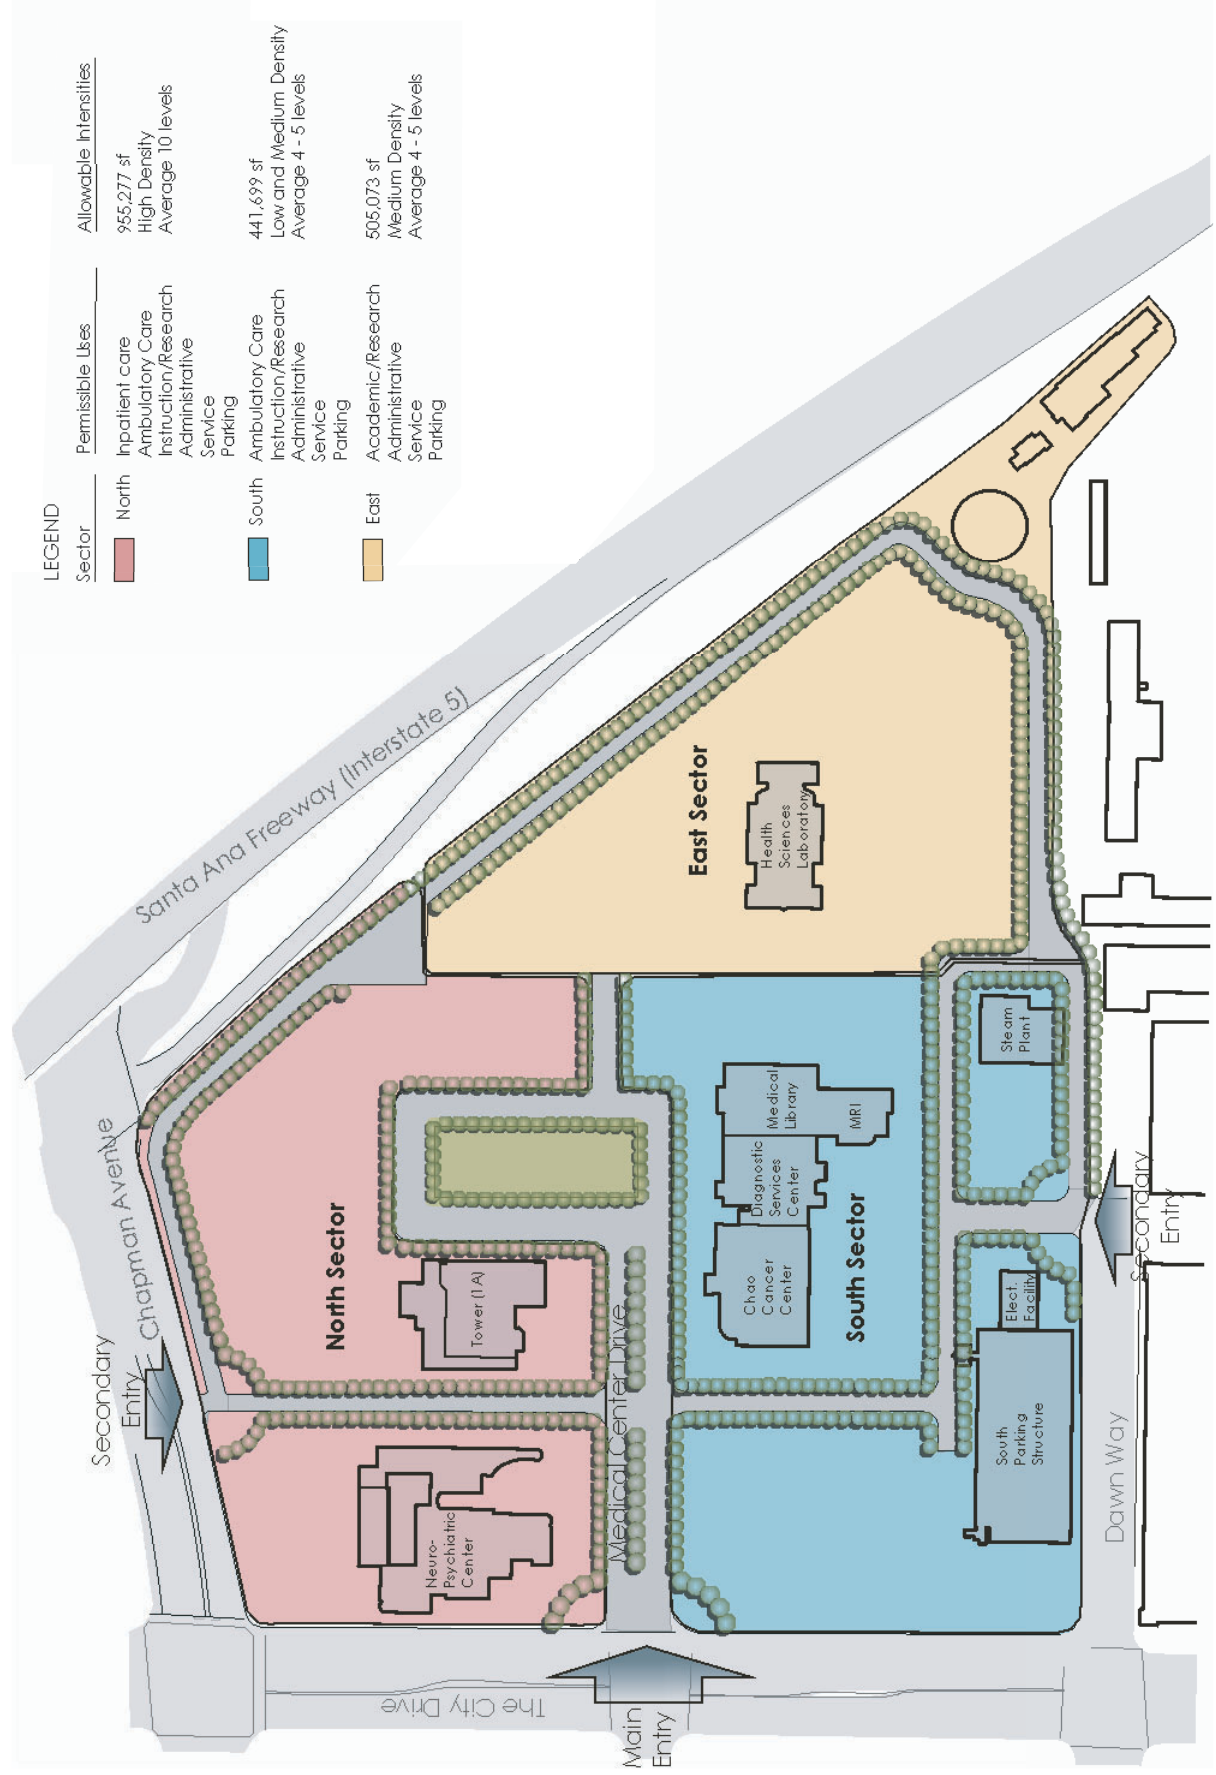 LEGEND
Sector
Permissible Uses
Allowable Intensities
North
Inpatient care
Ambulatory Care
Instruction/Research
Administrative
Service
Parking
955,277 sf
High Density
Average 10 levels
South
Ambulatory Care
Instruction/Research
Administrative
Service
Parking
441,699 sf
Low and Medium Density
Average 4 - 5 levels
East
Academic/Research
Administrative
Service
Parking
505,073 sf
Medium Density
Average 4 - 5 levels
Santa Ana Freeway (Interstate 5)
Chapman Avenue
Secondary
Entry
North Sector
Tower (1A)
Neuro-
Psychiatric
Center
Medical Center Drive
The City Drive
Main
Entry
East Sector
Health
Sciences
Laboratory
South Sector
Chao
Cancer
Center
Diagnostic
Services
Center
Medical
Library
MRI
Steam
Plant
Elect.
Facility
South
Parking
Structure
Secondary
Entry
Dawn Way